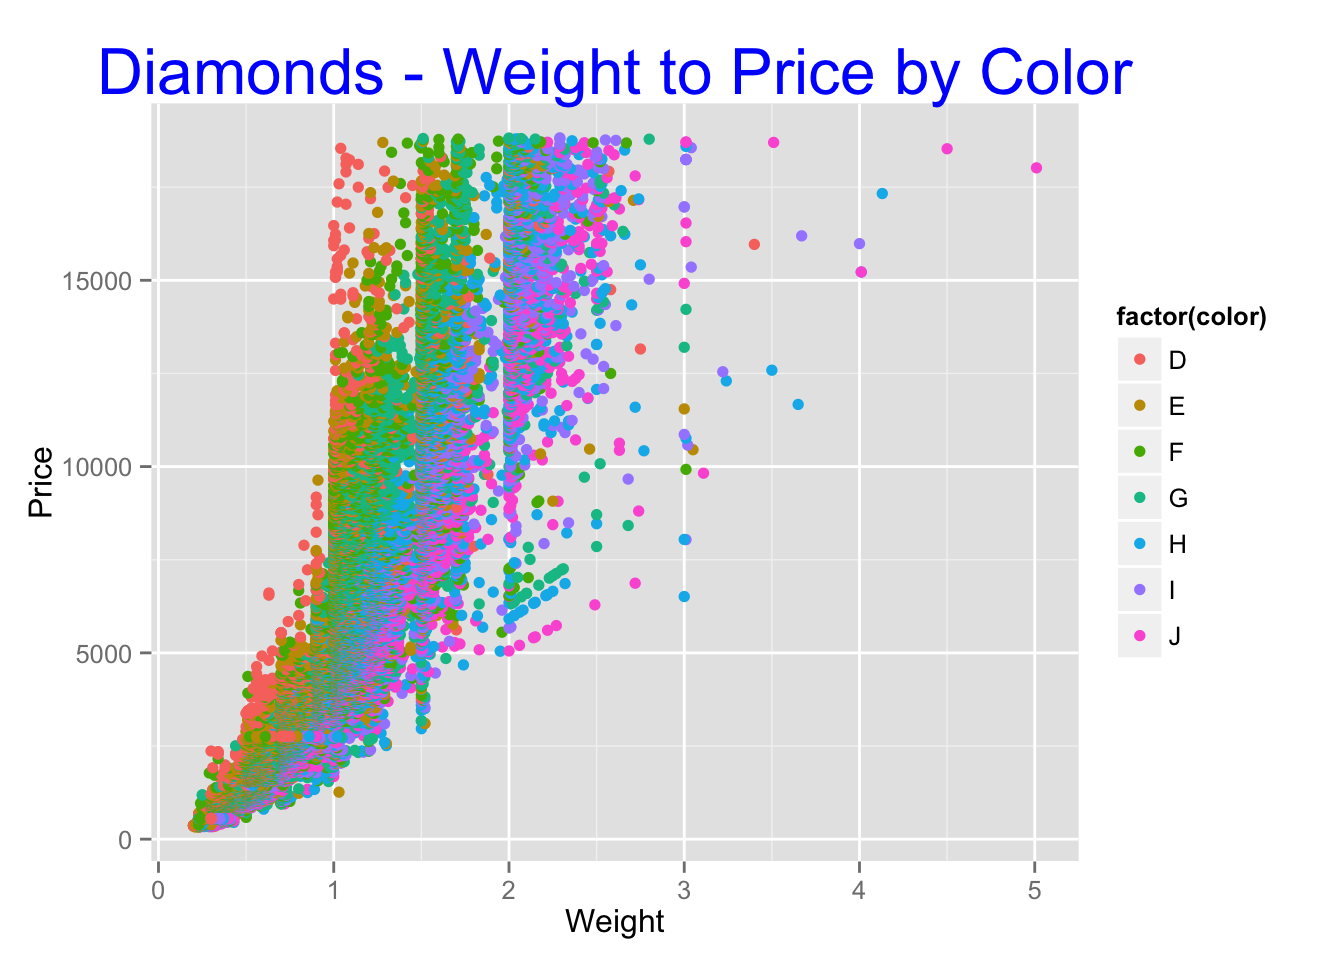 Diamonds - Weight to Price by Color
Price
15000
10000
5000
0
0 1 2 3 4 5
Weight
factor(color)
D
E
F
G
H
I
J